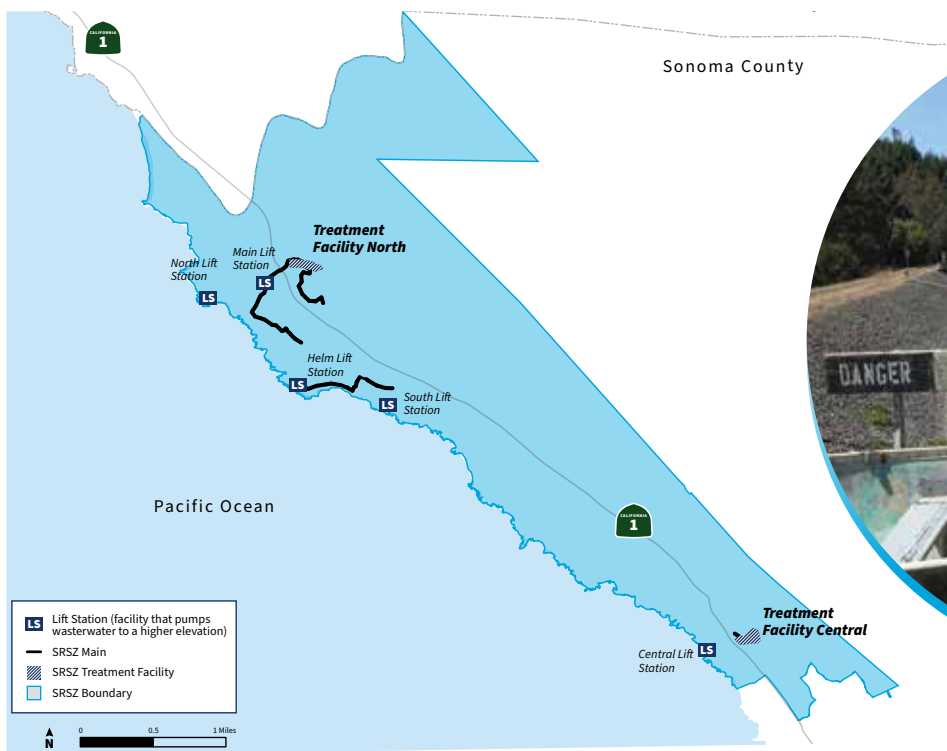 CALIFORNIA
1
Sonoma County
Treatment
Facility North
Main Lift
Station
North Lift
Station
LS
LS
Helm Lift
Station
LS
South Lift
Station
LS
DANGER
Pacific Ocean
CALIFORNIA
1
Treatment
Facility Central
Central Lift
Station
LS
LS
Lift Station (facility that pumps
wasterwater to a higher elevation)
SRSZ Main
SRSZ Treatment Facility
SRSZ Boundary
N
0 0.5 1 Miles